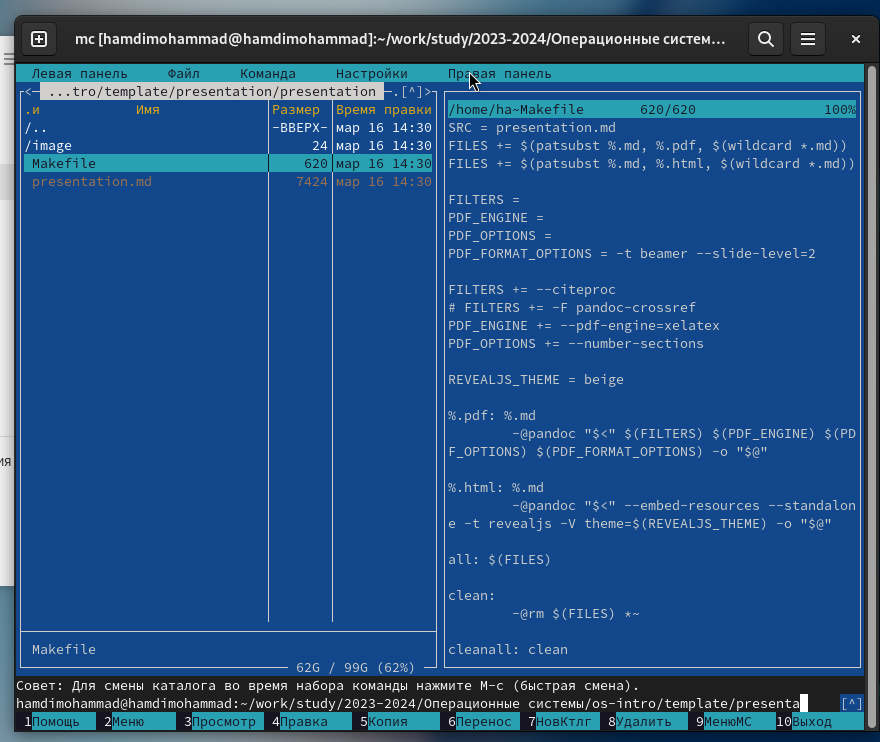 mc [hamdimohammad@hamdimohammad]:~/work/study/2023-2024/Операционные систем...
Левая панель Файл Команда Настройки Правая панель
<─ ...tro/template/presentation/presentation ─.[^]>
.и Имя Размер Время правки
/.. -ВВЕРХ- мар 16 14:30
/image 24 мар 16 14:30
Makefile 620 мар 16 14:30
presentation.md 7424 мар 16 14:30
Makefile
62G / 99G (62%)
/home/ha~Makefile 620/620 100%
SRC = presentation.md
FILES += $(patsubst %.md, %.pdf, $(wildcard *.md))
FILES += $(patsubst %.md, %.html, $(wildcard *.md))
FILTERS =
PDF_ENGINE =
PDF_OPTIONS =
PDF_FORMAT_OPTIONS = -t beamer --slide-level=2
FILTERS += --citeproc
# FILTERS += -F pandoc-crossref
PDF_ENGINE += --pdf-engine=xelatex
PDF_OPTIONS += --number-sections
REVEALJS_THEME = beige
%.pdf: %.md
-@pandoc "$<" $(FILTERS) $(PDF_ENGINE) $(PD
F_OPTIONS) $(PDF_FORMAT_OPTIONS) -o "$@"
%.html: %.md
-@pandoc "$<" --embed-resources --standalon
e -t revealjs -V theme=$(REVEALJS_THEME) -o "$@"
all: $(FILES)
clean:
-@rm $(FILES) *~
cleanall: clean
Совет: Для смены каталога во время набора команды нажмите M-c (быстрая смена).
hamdimohammad@hamdimohammad:~/work/study/2023-2024/Операционные системы/os-intro/template/presenta [^]
1Помощь 2Меню 3Просмотр 4Правка 5Копия 6Перенос 7НовКтлг 8Удалить 9МенюMC 10Выход
ия